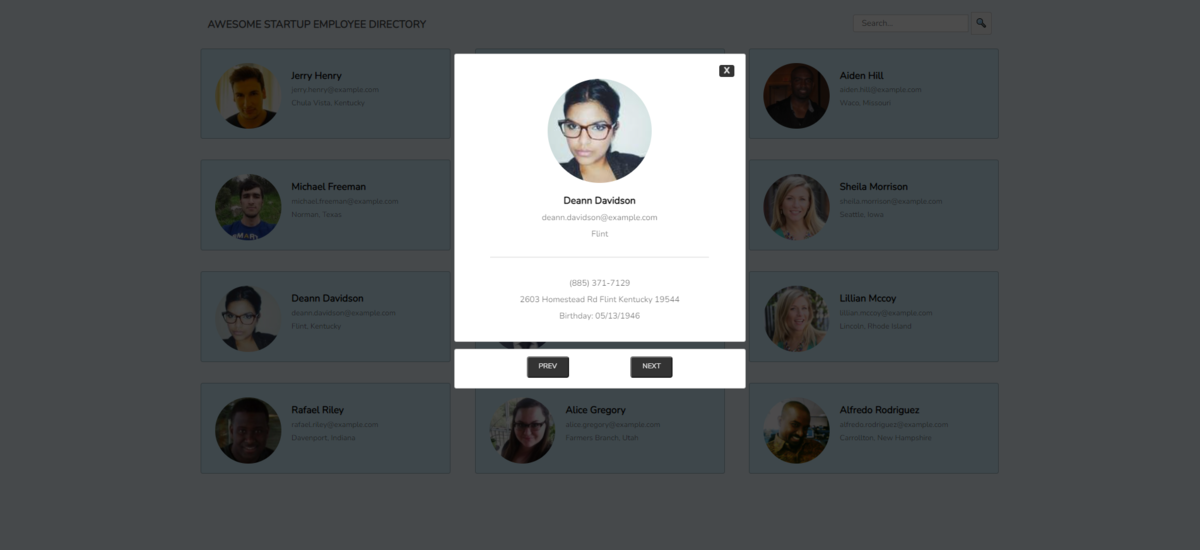 AWESOME STARTUP EMPLOYEE DIRECTORY
Search...
Jerry Henry
jerry.henry@example.com
Chula Vista, Kentucky
Aiden Hill
aiden.hill@example.com
Waco, Missouri
Michael Freeman
michael.freeman@example.com
Norman, Texas
Sheila Morrison
sheila.morrison@example.com
Seattle, Iowa
Deann Davidson
deann.davidson@example.com
Flint, Kentucky
Lillian Mccoy
lillian.mccoy@example.com
Lincoln, Rhode Island
Rafael Riley
rafael.riley@example.com
Davenport, Indiana
Alice Gregory
alice.gregory@example.com
Farmers Branch, Utah
Alfredo Rodriguez
alfredo.rodriguez@example.com
Carrollton, New Hampshire
X
Deann Davidson
deann.davidson@example.com
Flint
(885) 371-7129
2603 Homestead Rd Flint Kentucky 19544
Birthday: 05/13/1946
PREV
NEXT